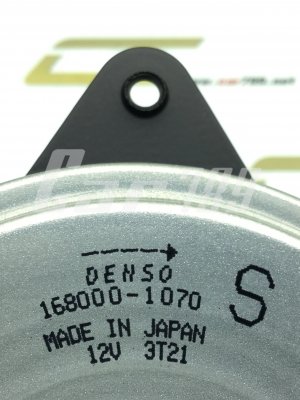 DENSO
168000-1070
S
MADE IN JAPAN
12V 3T21